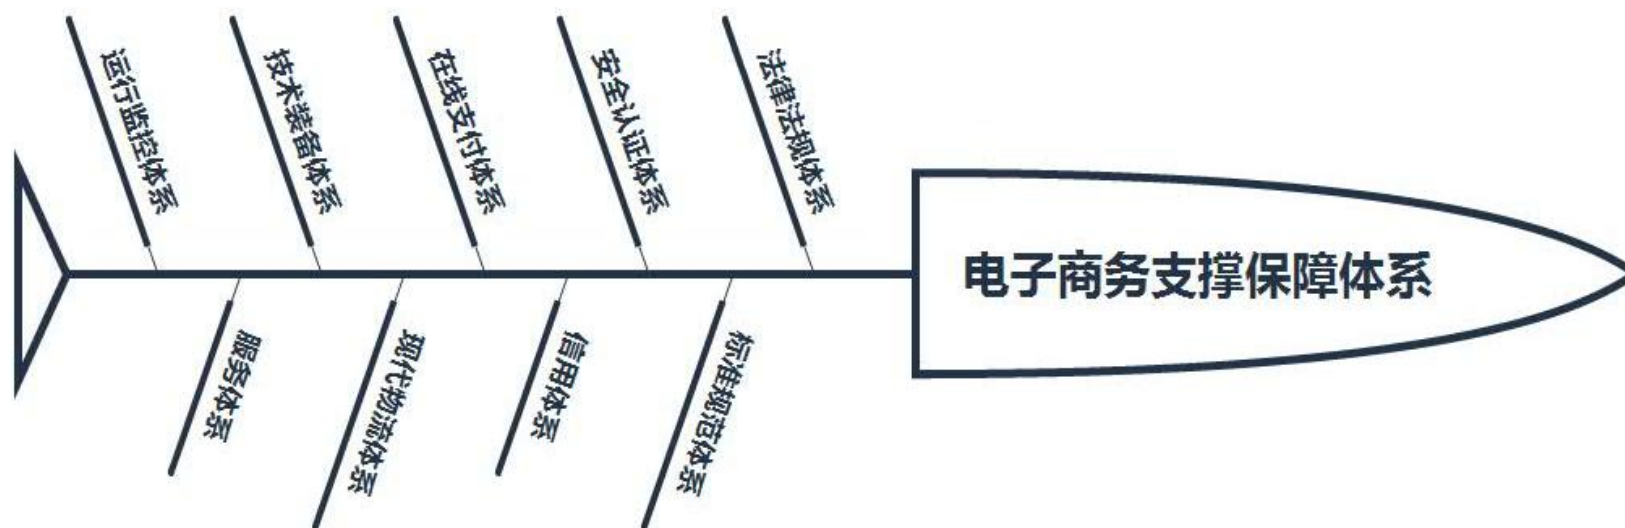 运行监控体系
技术装备体系
在线支付体系
安全认证体系
法律法规体系
电子商务支撑保障体系
服务体系
现代物流体系
信用体系
标准规范体系